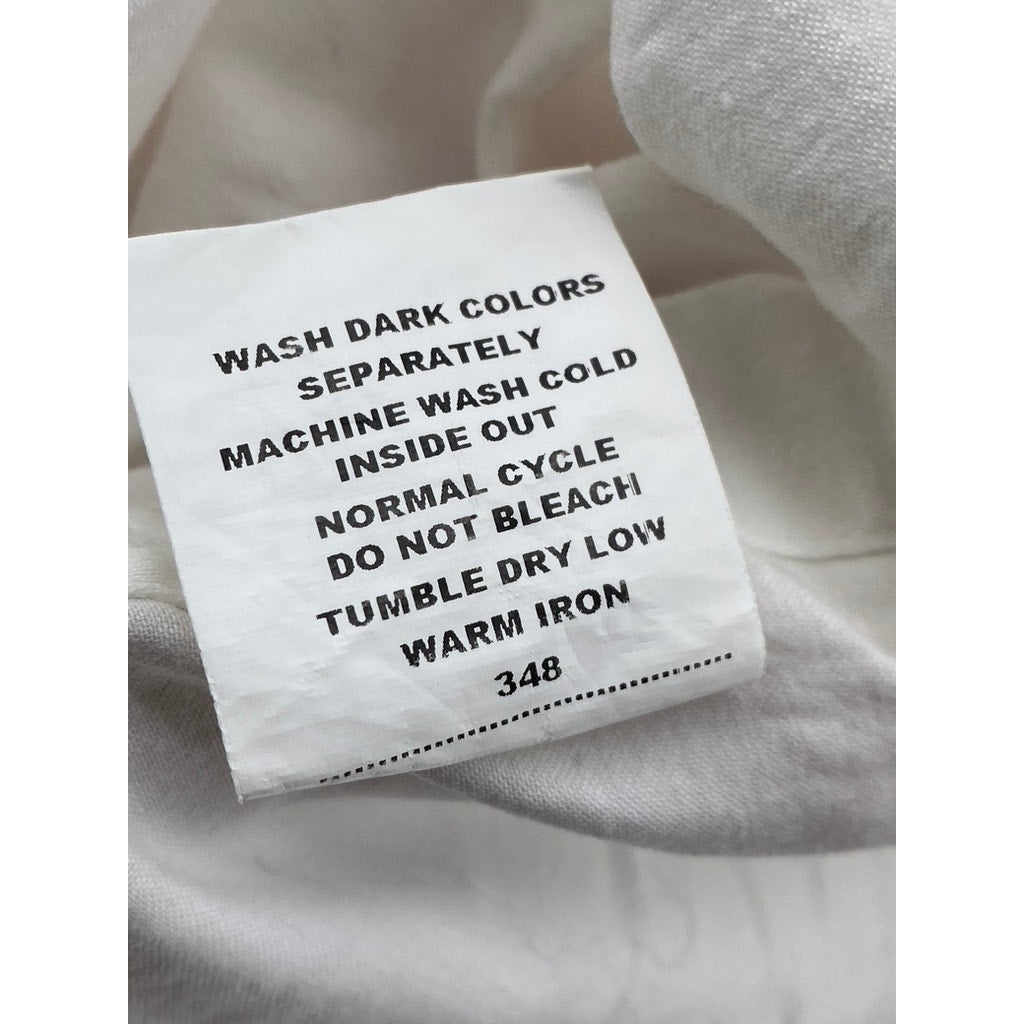 WASH DARK COLORS
SEPARATELY
MACHINE WASH COLD
INSIDE OUT
NORMAL CYCLE
DO NOT BLEACH
TUMBLE DRY LOW
WARM IRON
348